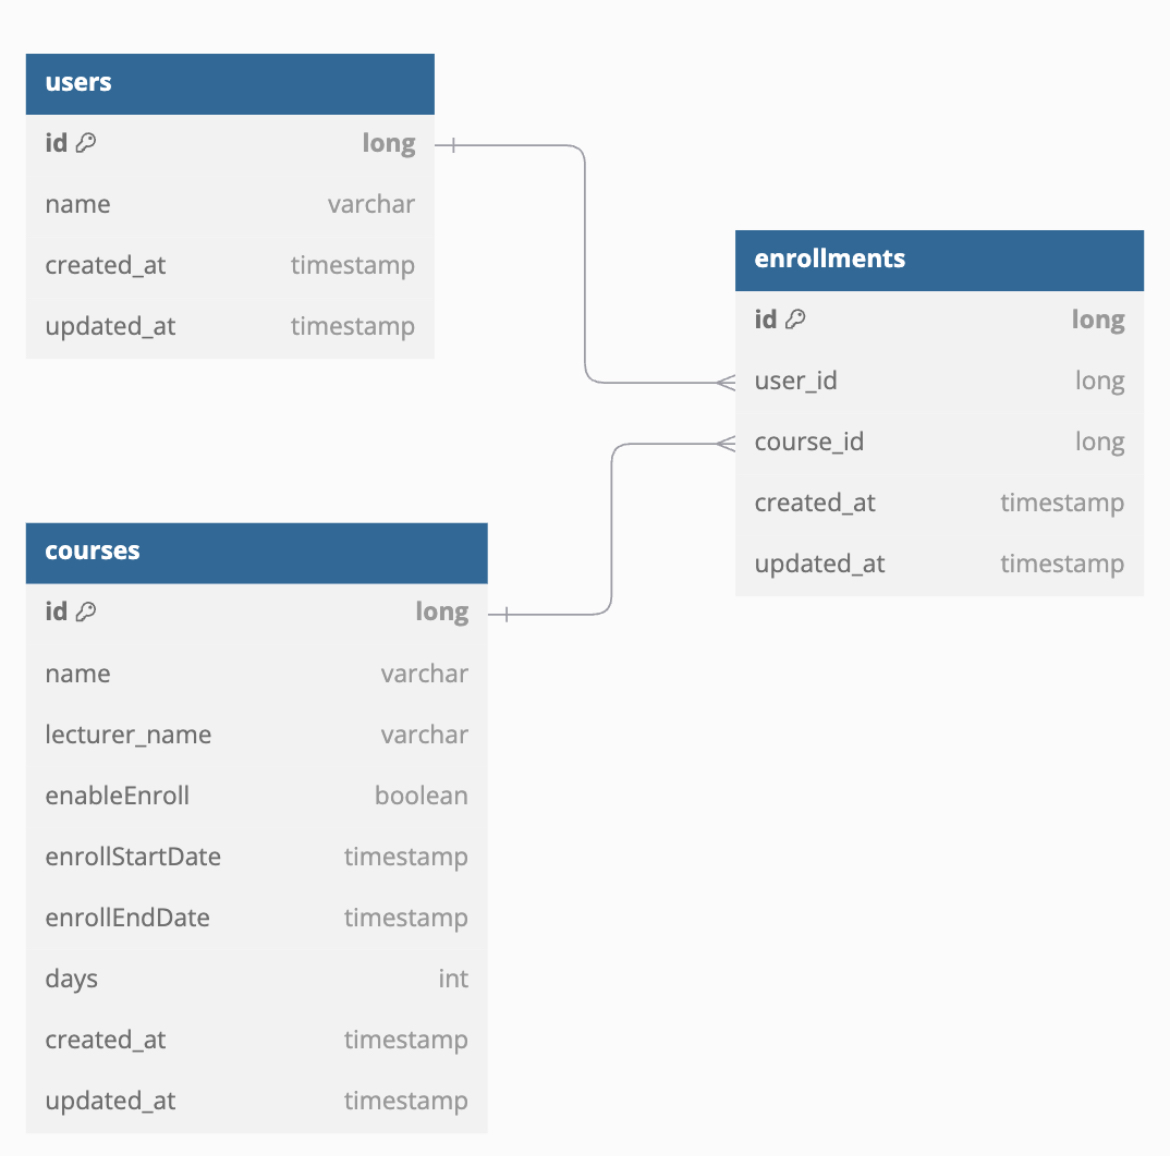 users
id long
name varchar
created_at timestamp
updated_at timestamp
enrollments
id long
user_id long
course_id long
created_at timestamp
updated_at timestamp
courses
id long
name varchar
lecturer_name varchar
enableEnroll boolean
enrollStartDate timestamp
enrollEndDate timestamp
days int
created_at timestamp
updated_at timestamp